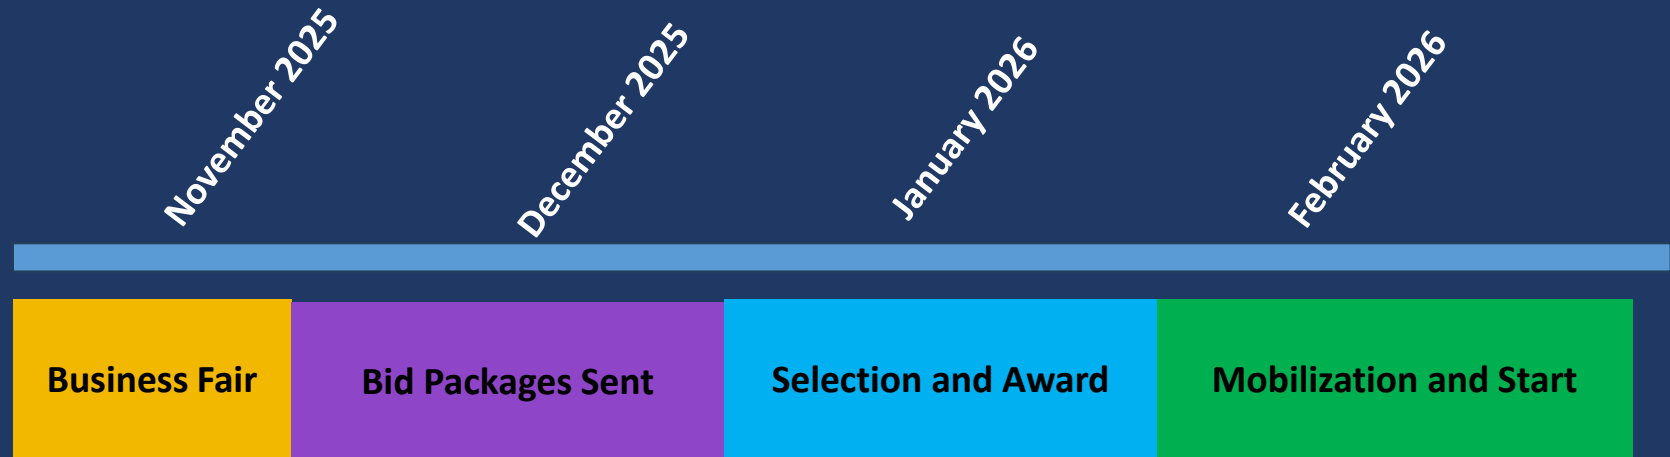 November 2025
December 2025
January 2026
February 2026
Business Fair
Bid Packages Sent
Selection and Award
Mobilization and Start